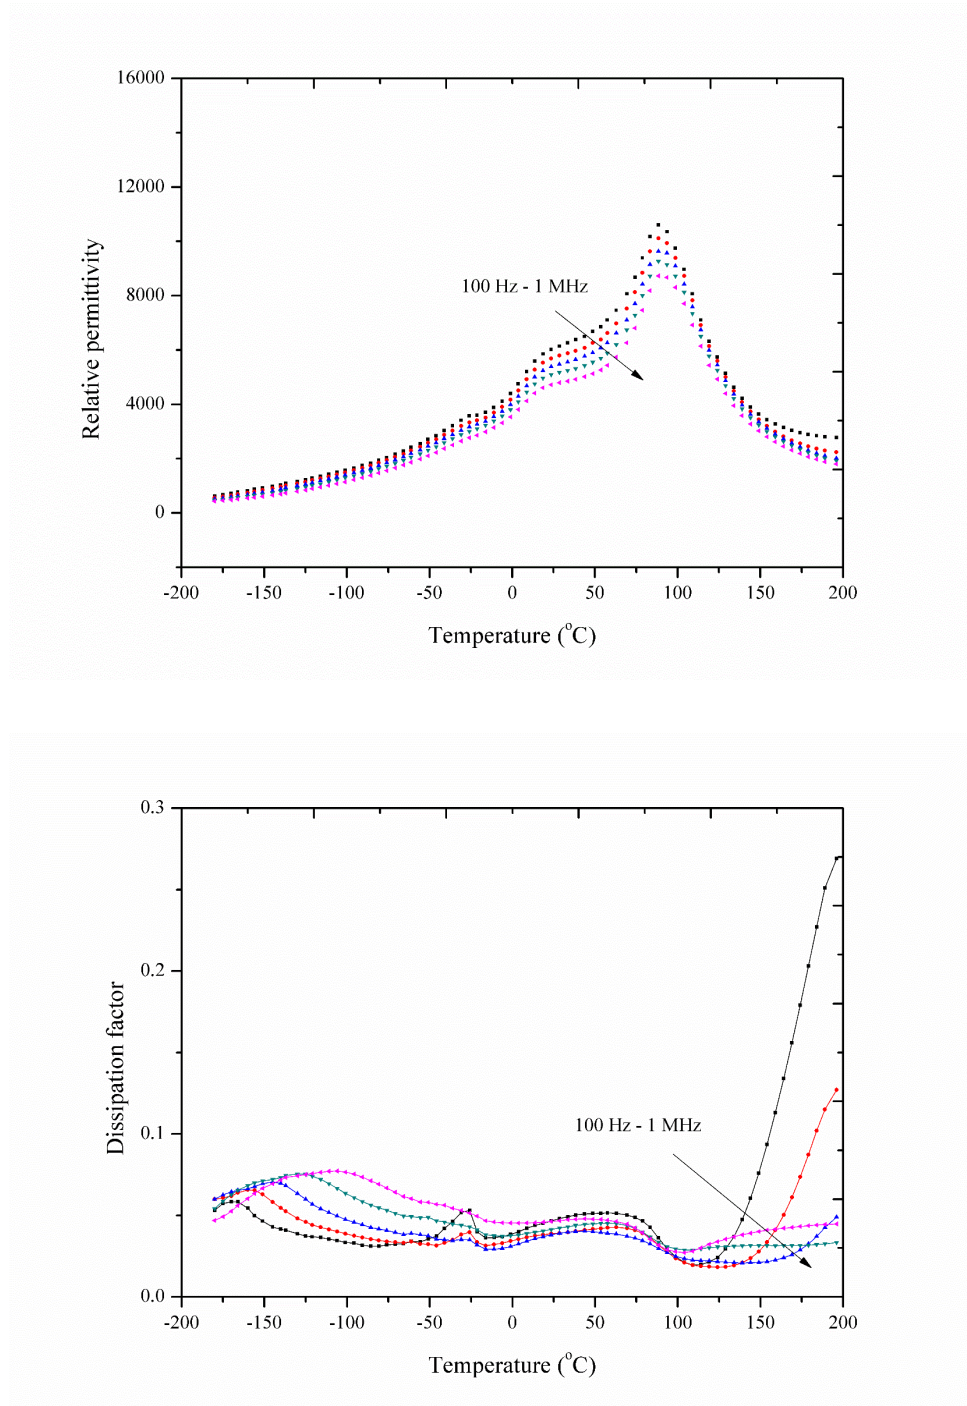 16000
12000
8000
4000
0
Relative permittivity
100 Hz - 1 MHz
-200 -150 -100 -50 0 50 100 150 200
Temperature (°C)
0.3
0.2
0.1
0.0
Dissipation factor
100 Hz - 1 MHz
-200 -150 -100 -50 0 50 100 150 200
Temperature (°C)